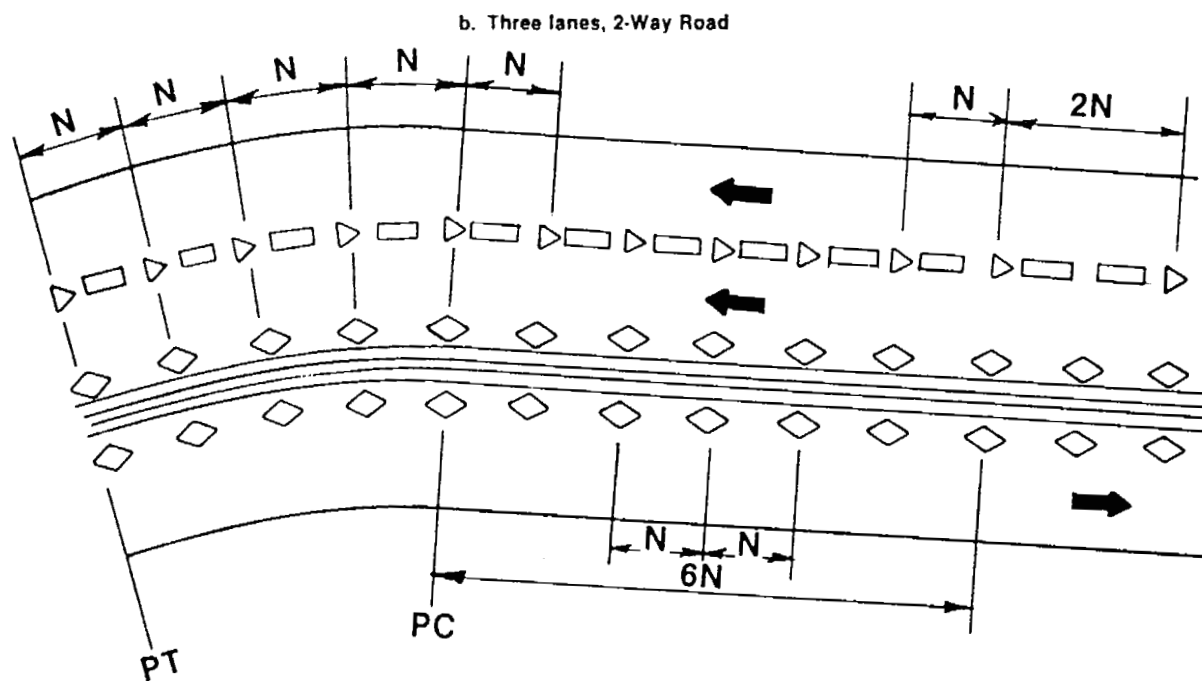 b. Three lanes, 2-Way Road
N N N N N N 2N
N N
6N
PC
PT